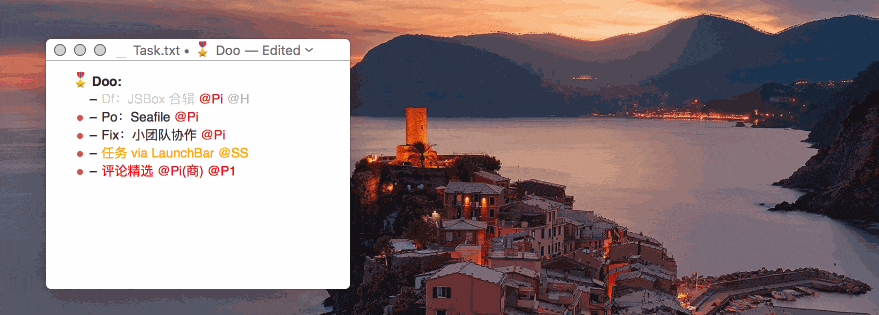 Task.txt • 🎖 Doo — Edited
🎖 Doo:
– Df：JSBox 合辑 @Pi @H
– Po：Seafile @Pi
– Fix：小团队协作 @Pi
– 任务 via LaunchBar @SS
– 评论精选 @Pi(商) @P1